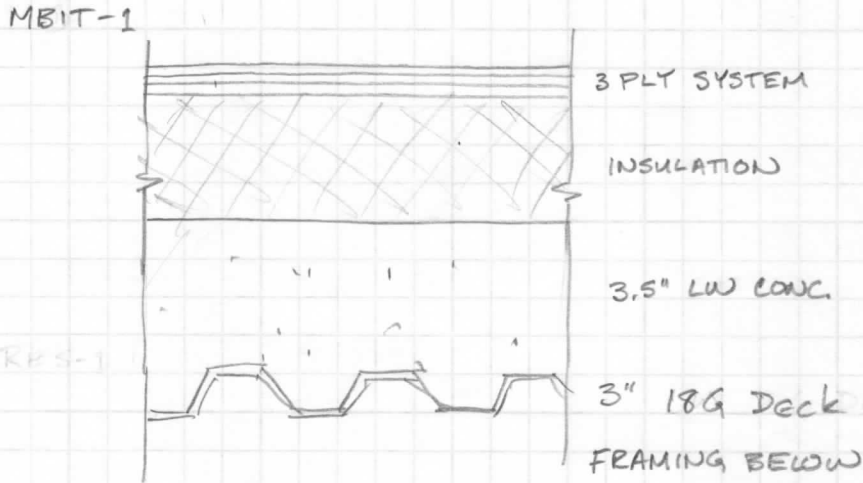 MBIT-1
3 PLY SYSTEM
INSULATION
3.5" LW CONC.
3" 18G Deck
FRAMING BELOW